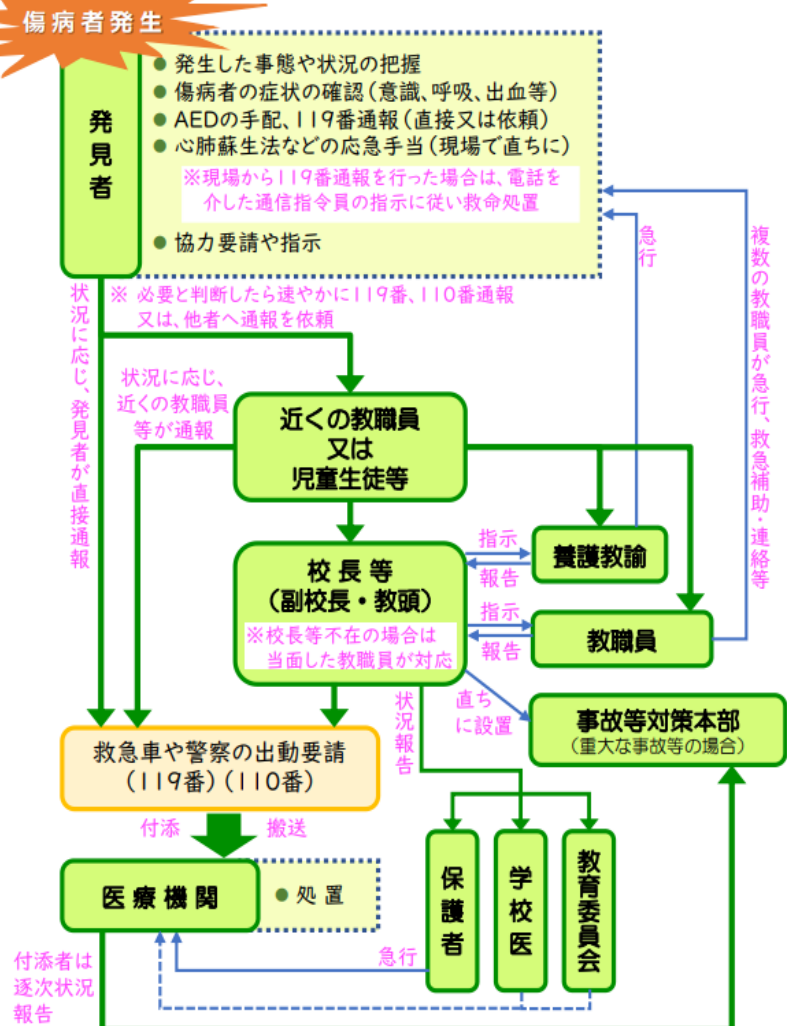 傷病者発生
発見者
● 発生した事態や状況の把握
● 傷病者の症状の確認（意識、呼吸、出血等）
● AEDの手配、119番通報（直接又は依頼）
● 心肺蘇生法などの応急手当（現場で直ちに）
※現場から119番通報を行った場合は、電話を
介した通信指令員の指示に従い救命処置
● 協力要請や指示
※ 必要と判断したら速やかに119番、110番通報
又は、他者へ通報を依頼
状況に応じ、発見者が直接通報
状況に応じ、
近くの教職員
等が通報
急行
複数の教職員が急行、救急補助・連絡等
近くの教職員
又は
児童生徒等
校長等
（副校長・教頭）
※校長等不在の場合は
当面した教職員が対応
指示
報告
養護教諭
指示
報告
教職員
状況報告
直ち
に設置
事故等対策本部
（重大な事故等の場合）
救急車や警察の出動要請
（119番）（110番）
付添
搬送
医療機関
● 処置
保護者
学校医
教育委員会
急行
付添者は
逐次状況
報告